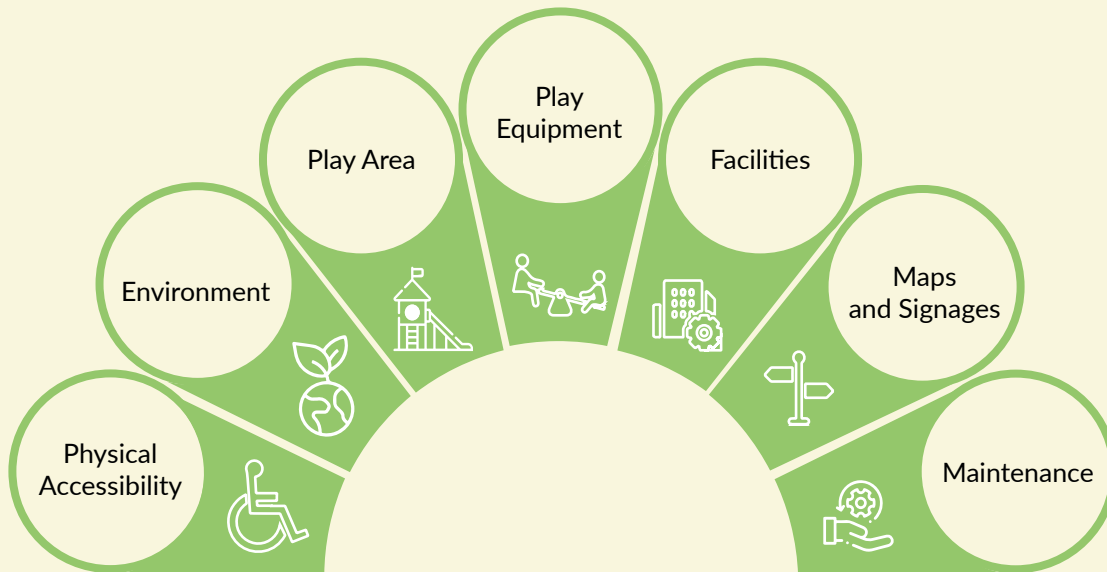 Physical
Accessibility
Environment
Play Area
Play
Equipment
Facilities
Maps
and Signages
Maintenance